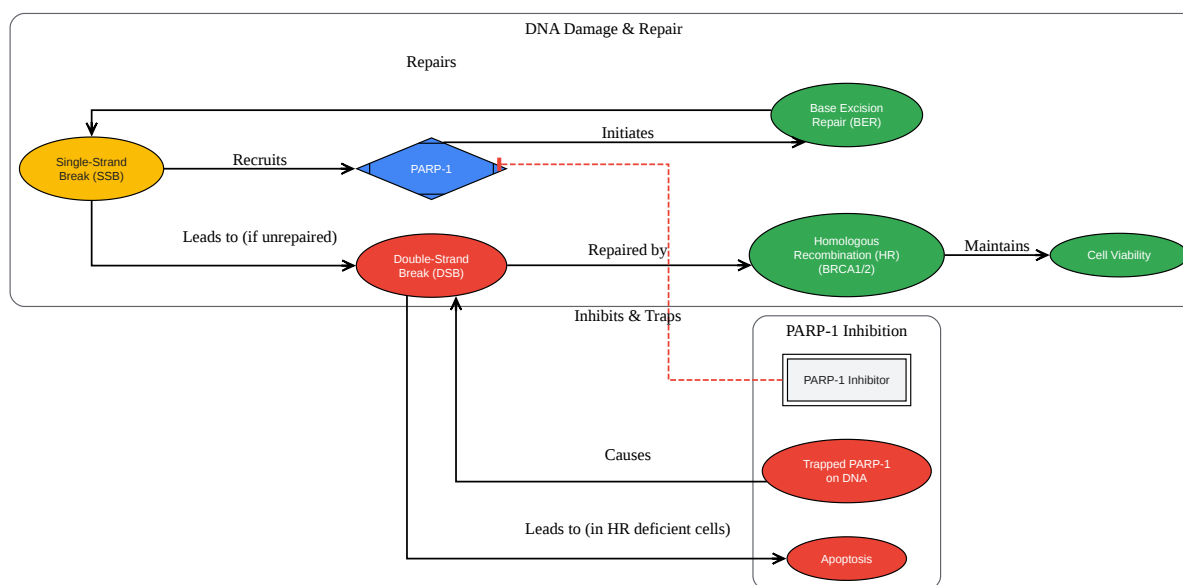 DNA Damage & Repair
Repairs
Base Excision
Repair (BER)
Initiates
Single-Strand
Break (SSB)
Recruits
PARP-1
Leads to (if unrepaired)
Double-Strand
Break (DSB)
Repaired by
Homologous
Recombination (HR)
(BRCA1/2)
Maintains
Cell Viability
Inhibits & Traps
PARP-1 Inhibition
PARP-1 Inhibitor
Causes
Trapped PARP-1
on DNA
Leads to (in HR deficient cells)
Apoptosis